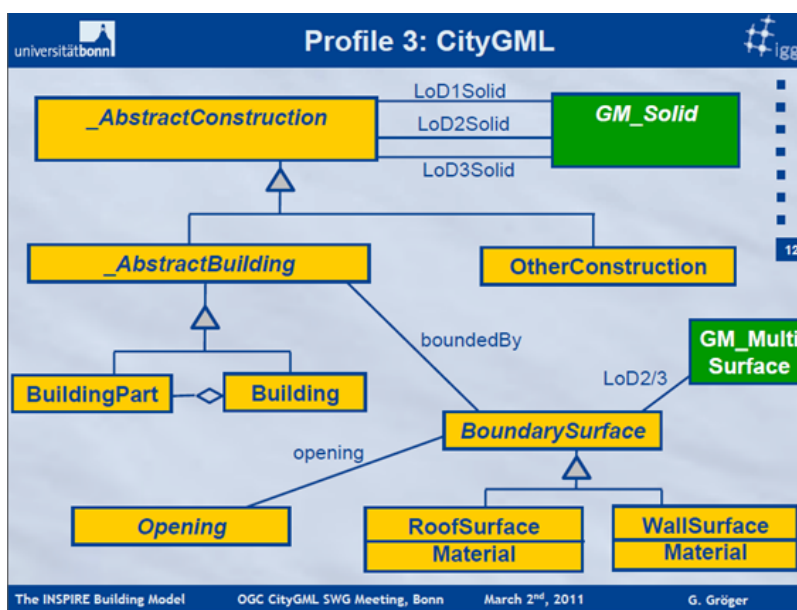 universitätbonn
Profile 3: CityGML
igg
_AbstractConstruction
LoD1Solid
LoD2Solid
LoD3Solid
GM_Solid
12
_AbstractBuilding
OtherConstruction
boundedBy
GM_Multi
Surface
LoD2/3
BuildingPart
Building
BoundarySurface
opening
Opening
RoofSurface
Material
WallSurface
Material
The INSPIRE Building Model
OGC CityGML SWG Meeting, Bonn
March 2nd, 2011
G. Gröger